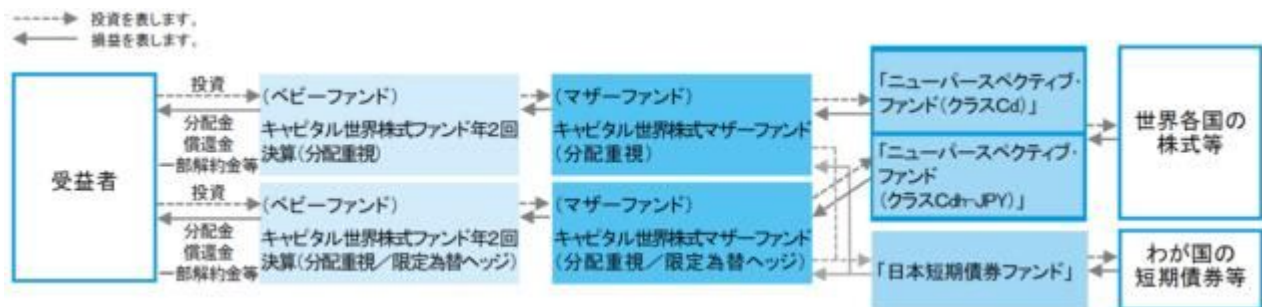 投資を表します。
損益を表します。
受益者
投資
分配金
償還金
一部解約金等
投資
分配金
償還金
一部解約金等
(ベビーファンド)
キャピタル世界株式ファンド年2回
決算(分配重視)
(ベビーファンド)
キャピタル世界株式ファンド年2回
決算(分配重視/限定為替ヘッジ)
(マザーファンド)
キャピタル世界株式マザーファンド
(分配重視)
(マザーファンド)
キャピタル世界株式マザーファンド
(分配重視/限定為替ヘッジ)
「ニューパースペクティブ・
ファンド(クラスCd)」
「ニューパースペクティブ・
ファンド
(クラスCdh-JPY)」
「日本短期債券ファンド」
世界各国の
株式等
わが国の
短期債券等